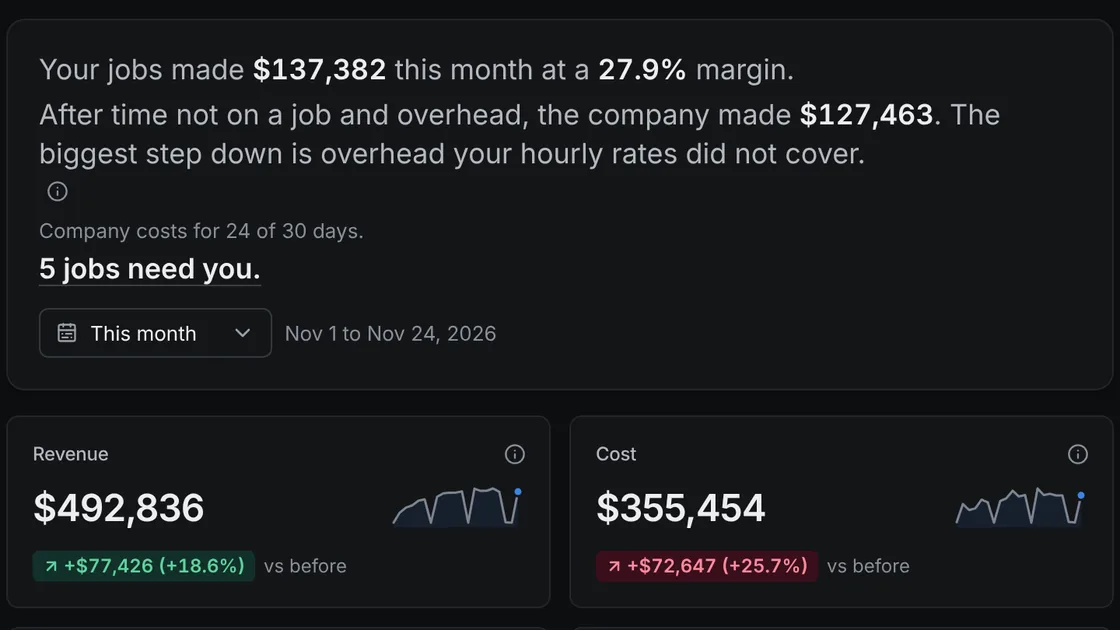 Your jobs made $137,382 this month at a 27.9% margin.
After time not on a job and overhead, the company made $127,463. The
biggest step down is overhead your hourly rates did not cover.
Company costs for 24 of 30 days.
5 jobs need you.
This month
Nov 1 to Nov 24, 2026
Revenue
$492,836
+$77,426 (+18.6%) vs before
Cost
$355,454
+$72,647 (+25.7%) vs before